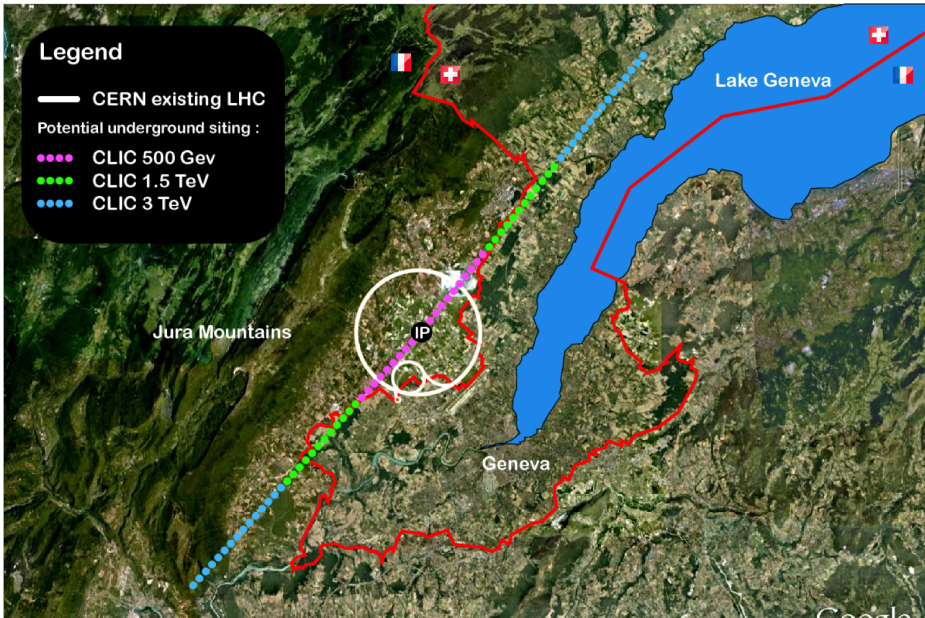 Legend
CERN existing LHC
Potential underground siting :
CLIC 500 Gev
CLIC 1.5 TeV
CLIC 3 TeV
Lake Geneva
Jura Mountains
IP
Geneva
Google